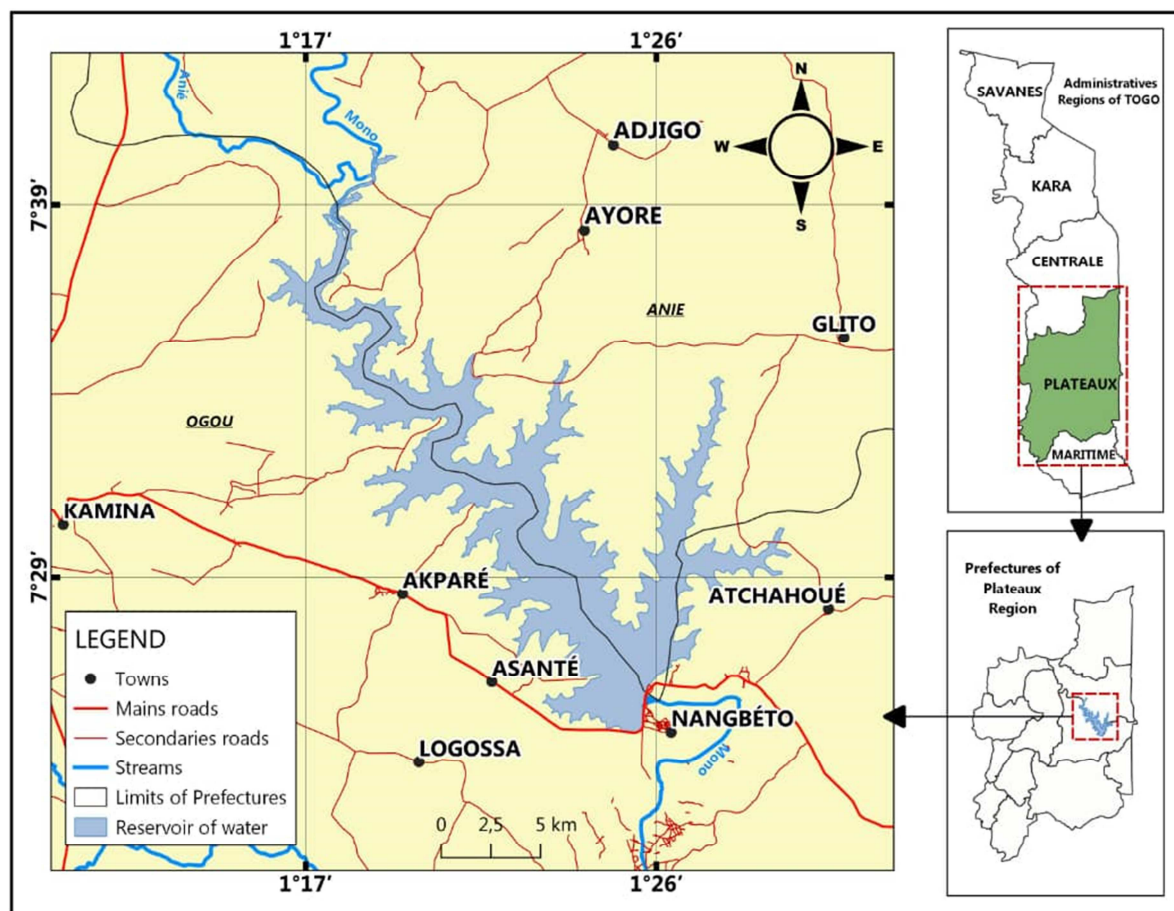 1°17′
1°26′
Anié
Mono
ADJIGO
N
W
E
S
7°39′
AYORE
ANIE
GLITO
OGOU
KAMINA
7°29′
AKPARÉ
ATCHAHOUÉ
ASANTÉ
NANGBÉTO
Mono
LOGOSSA
LEGEND
Towns
Mains roads
Secondaries roads
Streams
Limits of Prefectures
Reservoir of water
0 2,5 5 km
1°17′
1°26′
Administratives
Regions of TOGO
SAVANES
KARA
CENTRALE
PLATEAUX
MARITIME
Prefectures of
Plateaux
Region